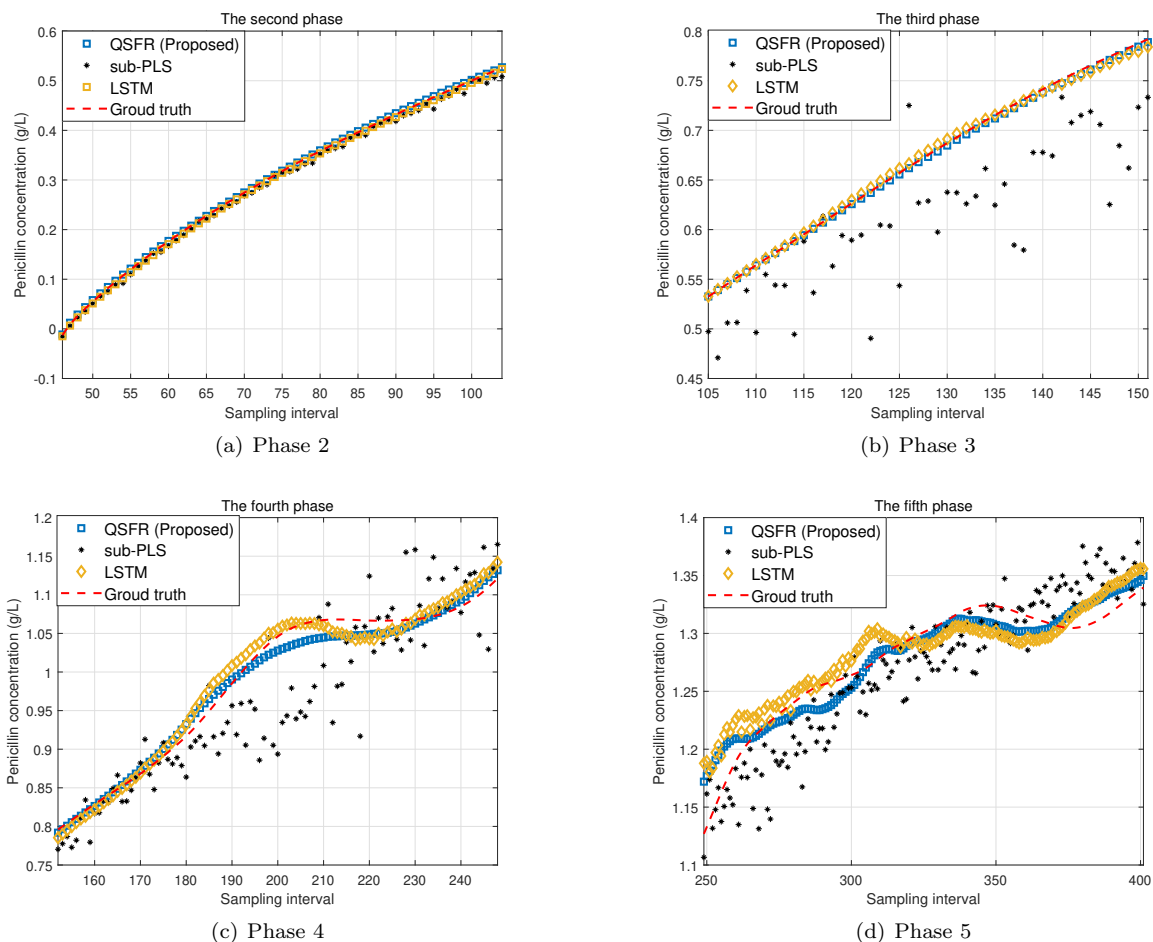 The second phase
0.6
0.5
0.4
0.3
0.2
0.1
0
-0.1
Penicillin concentration (g/L)
QSFR (Proposed)
sub-PLS
LSTM
Groud truth
50 55 60 65 70 75 80 85 90 95 100
Sampling interval
(a) Phase 2
The third phase
0.8
0.75
0.7
0.65
0.6
0.55
0.5
0.45
Penicillin concentration (g/L)
QSFR (Proposed)
sub-PLS
LSTM
Groud truth
105 110 115 120 125 130 135 140 145 150
Sampling interval
(b) Phase 3
The fourth phase
1.2
1.15
1.1
1.05
1
0.95
0.9
0.85
0.8
0.75
Penicillin concentration (g/L)
QSFR (Proposed)
sub-PLS
LSTM
Groud truth
160 170 180 190 200 210 220 230 240
Sampling interval
(c) Phase 4
The fifth phase
1.4
1.35
1.3
1.25
1.2
1.15
1.1
Penicillin concentration (g/L)
QSFR (Proposed)
sub-PLS
LSTM
Groud truth
249 300 350 400
Sampling interval
(d) Phase 5